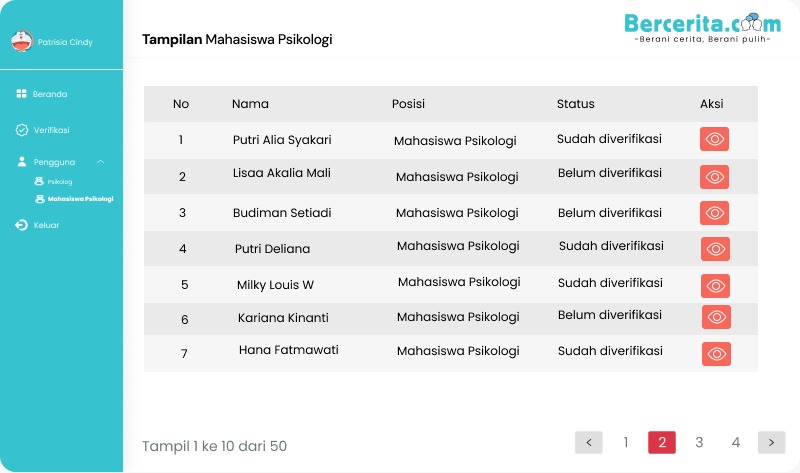 Bercerita.com
-Berani cerita, Berani pulih-
Patrisia Cindy
Tampilan Mahasiswa Psikologi
Beranda
Verifikasi
Pengguna
Psikolog
Mahasiswa Psikologi
Keluar
No Nama Posisi Status Aksi
1 Putri Alia Syakari Mahasiswa Psikologi Sudah diverifikasi
2 Lisaa Akalia Mali Mahasiswa Psikologi Belum diverifikasi
3 Budiman Setiadi Mahasiswa Psikologi Belum diverifikasi
4 Putri Deliana Mahasiswa Psikologi Sudah diverifikasi
5 Milky Louis W Mahasiswa Psikologi Sudah diverifikasi
6 Kariana Kinanti Mahasiswa Psikologi Belum diverifikasi
7 Hana Fatmawati Mahasiswa Psikologi Sudah diverifikasi
Tampil 1 ke 10 dari 50
< 1 2 3 4 >